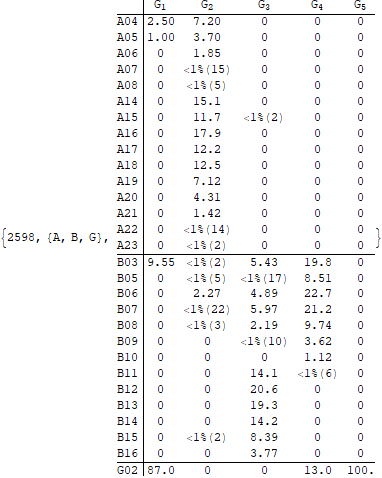 G1 G2 G3 G4 G5
A04 2.50 7.20 0 0 0
A05 1.00 3.70 0 0 0
A06 0 1.85 0 0 0
A07 0 <1%(15) 0 0 0
A08 0 <1%(5) 0 0 0
A14 0 15.1 0 0 0
A15 0 11.7 <1%(2) 0 0
A16 0 17.9 0 0 0
A17 0 12.2 0 0 0
A18 0 12.5 0 0 0
A19 0 7.12 0 0 0
A20 0 4.31 0 0 0
A21 0 1.42 0 0 0
A22 0 <1%(14) 0 0 0
{2598, {A, B, G}, A23 0 <1%(2) 0 0 0 }
B03 9.55 <1%(2) 5.43 19.8 0
B05 0 <1%(5) <1%(17) 8.51 0
B06 0 2.27 4.89 22.7 0
B07 0 <1%(22) 5.97 21.2 0
B08 0 <1%(3) 2.19 9.74 0
B09 0 0 <1%(10) 3.62 0
B10 0 0 0 1.12 0
B11 0 0 14.1 <1%(6) 0
B12 0 0 20.6 0 0
B13 0 0 19.3 0 0
B14 0 0 14.2 0 0
B15 0 <1%(2) 8.39 0 0
B16 0 0 3.77 0 0
G02 87.0 0 0 13.0 100.